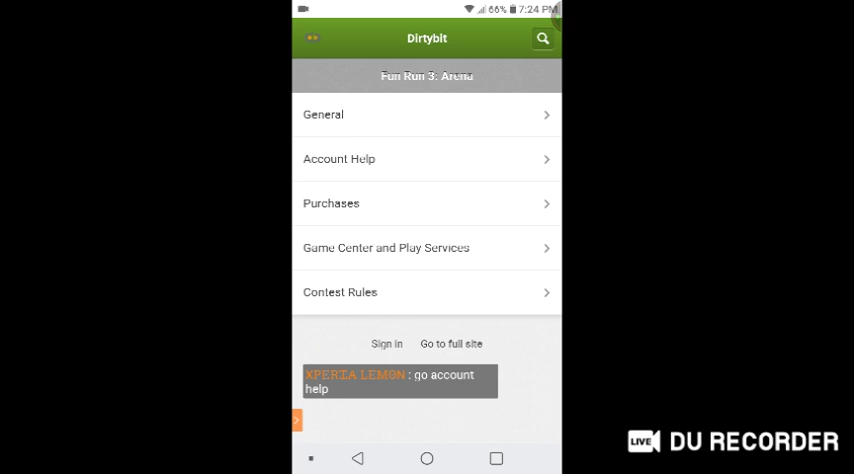 66% 7:24 PM
Dirtybit
Fun Run 3: Arena
General
Account Help
Purchases
Game Center and Play Services
Contest Rules
Sign in Go to full site
XPERIA LEMON : go account
help
LIVE DU RECORDER